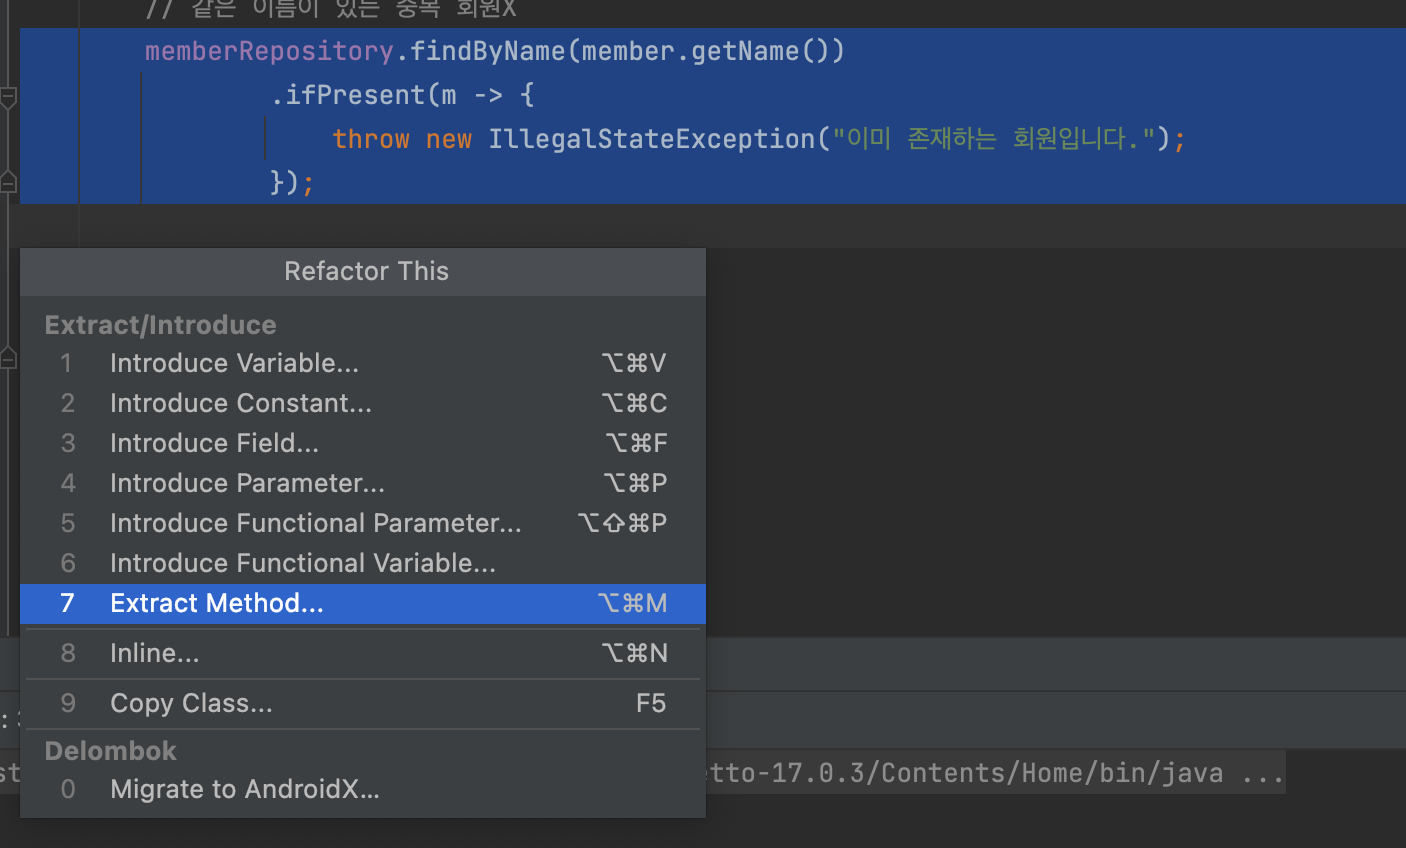 // 같은 이름이 있는 중복 회원X
memberRepository.findByName(member.getName())
.ifPresent(m -> {
throw new IllegalStateException("이미 존재하는 회원입니다.");
});
Refactor This
Extract/Introduce
1 Introduce Variable... ⌥⌘V
2 Introduce Constant... ⌥⌘C
3 Introduce Field... ⌥⌘F
4 Introduce Parameter... ⌥⌘P
5 Introduce Functional Parameter... ⌥⇧⌘P
6 Introduce Functional Variable...
7 Extract Method... ⌥⌘M
8 Inline... ⌥⌘N
9 Copy Class... F5
Delombok
0 Migrate to AndroidX...
etto-17.0.3/Contents/Home/bin/java ...